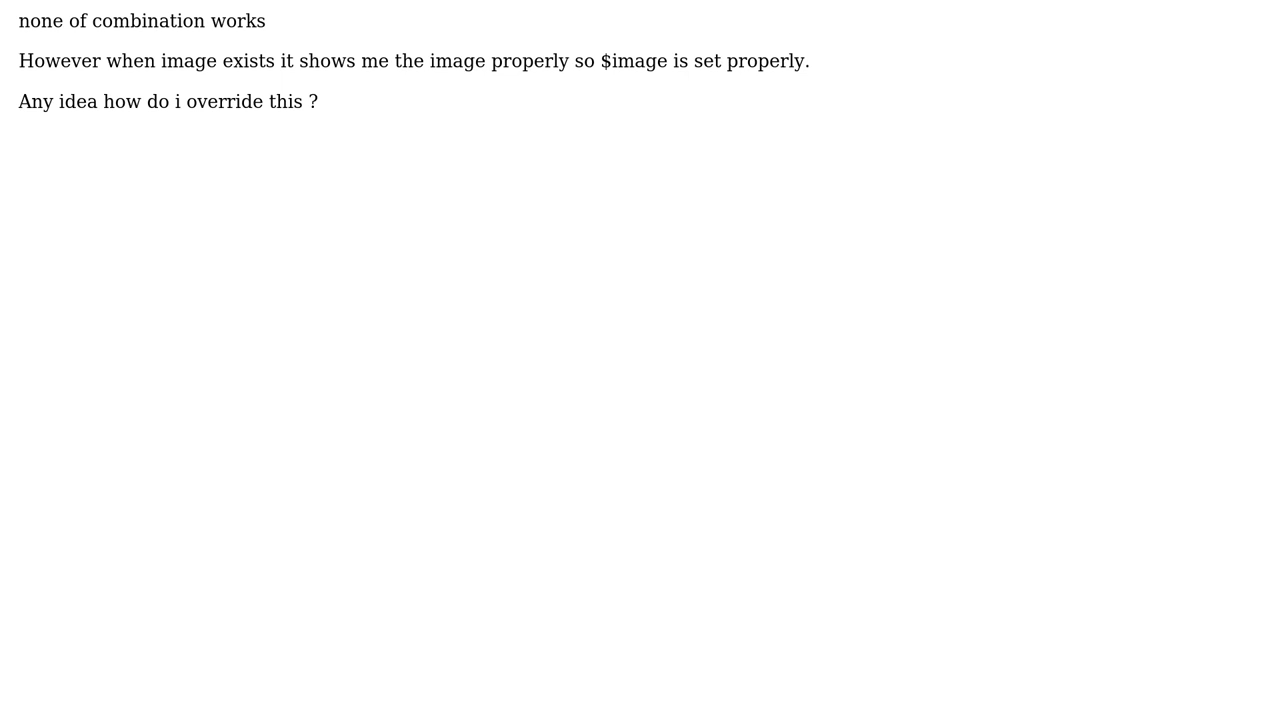 none of combination works
However when image exists it shows me the image properly so $image is set properly.
Any idea how do i override this ?